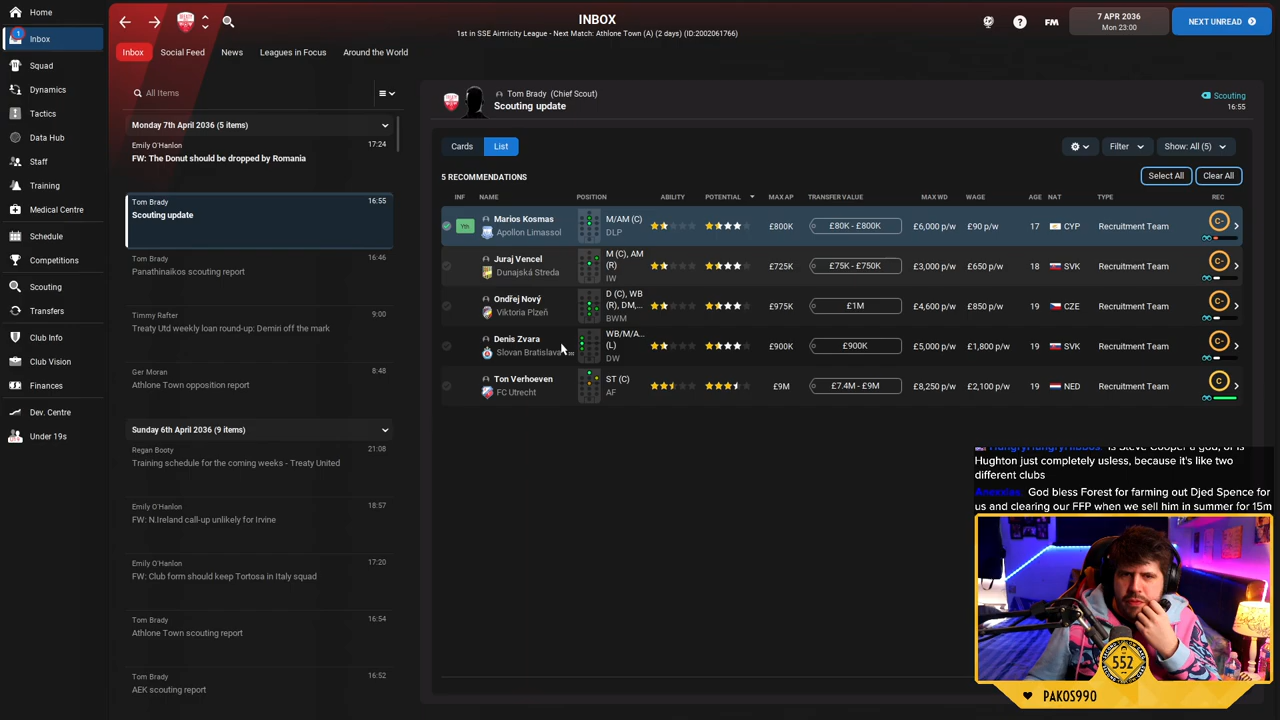 Home
Inbox
1
Squad
Dynamics
Tactics
Data Hub
Staff
Training
Medical Centre
Schedule
Competitions
Scouting
Transfers
Club Info
Club Vision
Finances
Dev. Centre
Under 19s
INBOX
1st in SSE Airtricity League - Next Match: Athlone Town (A) (2 days) (ID:2002061766)
FM
7 APR 2036
Mon 23:00
NEXT UNREAD
Inbox
Social Feed
News
Leagues in Focus
Around the World
All Items
Monday 7th April 2036 (5 items)
Emily O'Hanlon 17:24
FW: The Donut should be dropped by Romania
Tom Brady 16:55
Scouting update
Tom Brady 16:46
Panathinaikos scouting report
Timmy Rafter 9:00
Treaty Utd weekly loan round-up: Demiri off the mark
Ger Moran 8:48
Athlone Town opposition report
Sunday 6th April 2036 (9 items)
Regan Booty 21:08
Training schedule for the coming weeks - Treaty United
Emily O'Hanlon 18:57
FW: N.Ireland call-up unlikely for Irvine
Emily O'Hanlon 17:20
FW: Club form should keep Tortosa in Italy squad
Tom Brady 16:54
Athlone Town scouting report
Tom Brady 16:52
AEK scouting report
Tom Brady (Chief Scout)
Scouting update
Scouting
16:55
Cards
List
Filter
Show: All (5)
5 RECOMMENDATIONS
Select All
Clear All
INF NAME POSITION ABILITY POTENTIAL MAX AP TRANSFER VALUE MAX WD WAGE AGE NAT TYPE REC
Yth Marios Kosmas M/AM (C) £800K £80K - £800K £6,000 p/w £90 p/w 17 CYP Recruitment Team C-
Apollon Limassol DLP
Juraj Vencel M (C), AM (R) £725K £75K - £750K £3,000 p/w £650 p/w 18 SVK Recruitment Team C-
Dunajská Streda IW
Ondřej Nový D (C), WB (R), DM,... £975K £1M £4,600 p/w £850 p/w 19 CZE Recruitment Team C-
Viktoria Plzeň BWM
Denis Zvara WB/M/A... (L) £900K £900K £5,000 p/w £1,800 p/w 19 SVK Recruitment Team C-
Slovan Bratislava DW
Ton Verhoeven ST (C) £9M £7.4M - £9M £8,250 p/w £2,100 p/w 19 NED Recruitment Team C
FC Utrecht AF
is Steve Cooper a god, or is
Hughton just completely usless, because it's like two
different clubs
God bless Forest for farming out Djed Spence for
us and clearing our FFP when we sell him in summer for 15m
552
PAKOS990